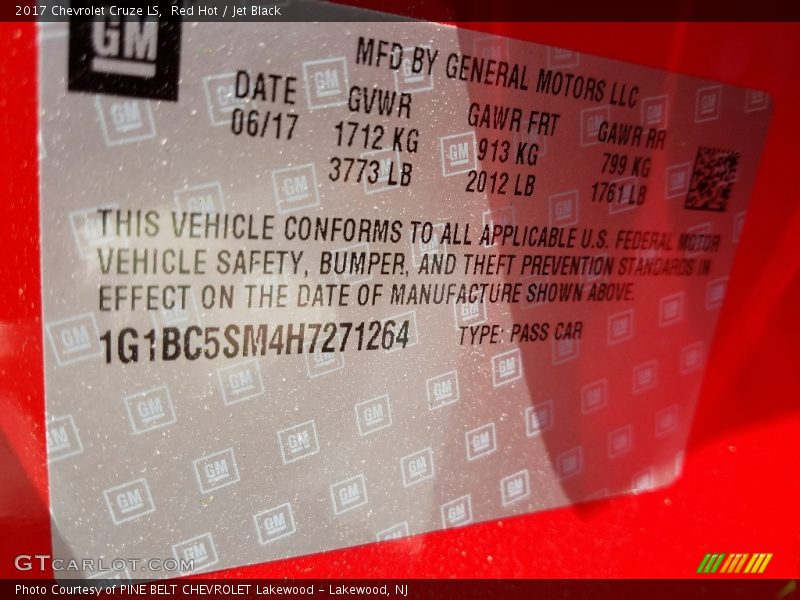 2017 Chevrolet Cruze LS, Red Hot / Jet Black
GM
MFD BY GENERAL MOTORS LLC
DATE GVWR GAWR FRT GAWR RR
06/17 1712 KG 913 KG 799 KG
3773 LB 2012 LB 1761 LB
THIS VEHICLE CONFORMS TO ALL APPLICABLE U.S. FEDERAL MOTOR
VEHICLE SAFETY, BUMPER, AND THEFT PREVENTION STANDARDS IN
EFFECT ON THE DATE OF MANUFACTURE SHOWN ABOVE.
1G1BC5SM4H7271264 TYPE: PASS CAR
GTcarlot.com
Photo Courtesy of PINE BELT CHEVROLET Lakewood - Lakewood, NJ